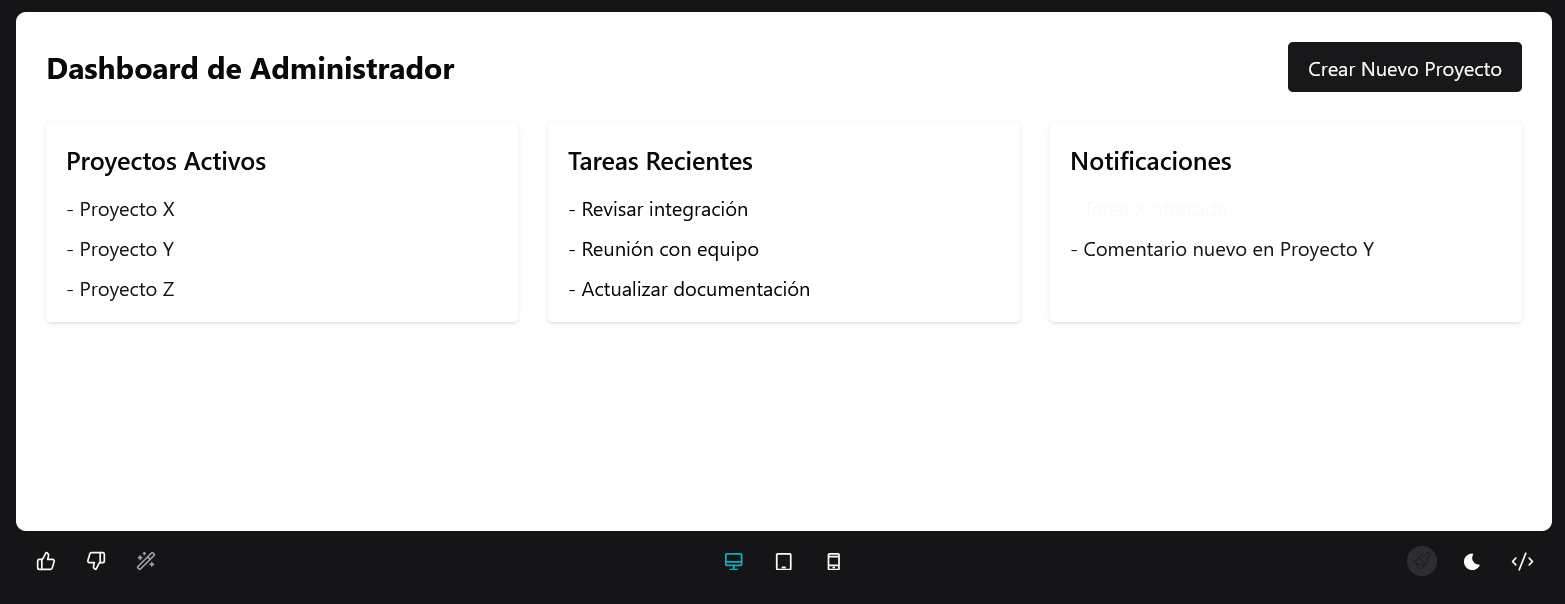 Dashboard de Administrador
Crear Nuevo Proyecto
Proyectos Activos
- Proyecto X
- Proyecto Y
- Proyecto Z
Tareas Recientes
- Revisar integración
- Reunión con equipo
- Actualizar documentación
Notificaciones
- Tarea X atrasada
- Comentario nuevo en Proyecto Y